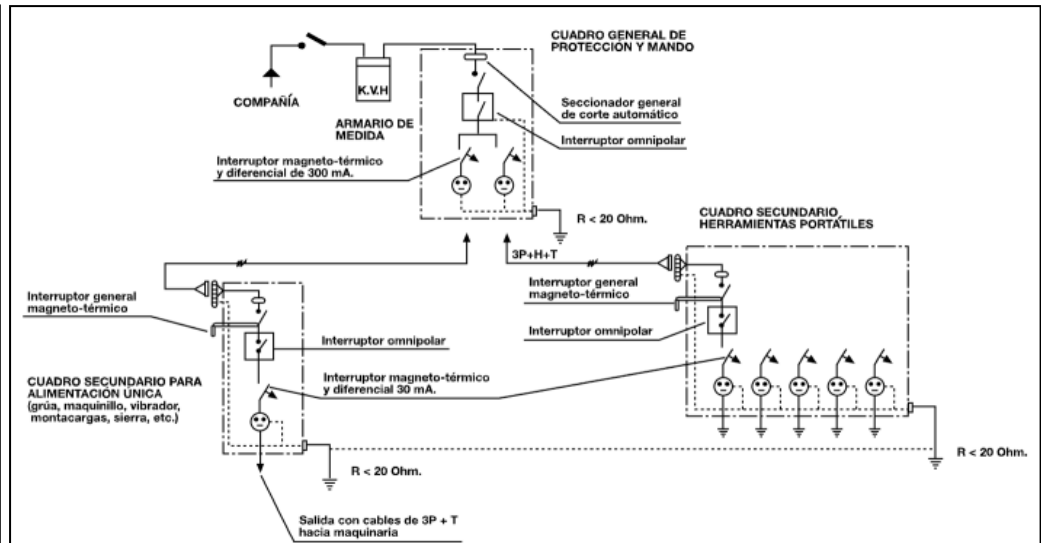 CUADRO GENERAL DE
PROTECCIÓN Y MANDO
COMPAÑÍA
K.V.H
ARMARIO DE
MEDIDA
Seccionador general
de corte automático
Interruptor omnipolar
Interruptor magneto-térmico
y diferencial de 300 mA.
R < 20 Ohm.
CUADRO SECUNDARIO,
HERRAMIENTAS PORTÁTILES
3P+H+T
Interruptor general
magneto-térmico
Interruptor general
magneto-térmico
Interruptor omnipolar
Interruptor omnipolar
CUADRO SECUNDARIO PARA
ALIMENTACIÓN ÚNICA
(grúa, maquinillo, vibrador,
montacargas, sierra, etc.)
Interruptor magneto-térmico
y diferencial 30 mA.
R < 20 Ohm.
R < 20 Ohm.
Salida con cables de 3P + T
hacia maquinaria